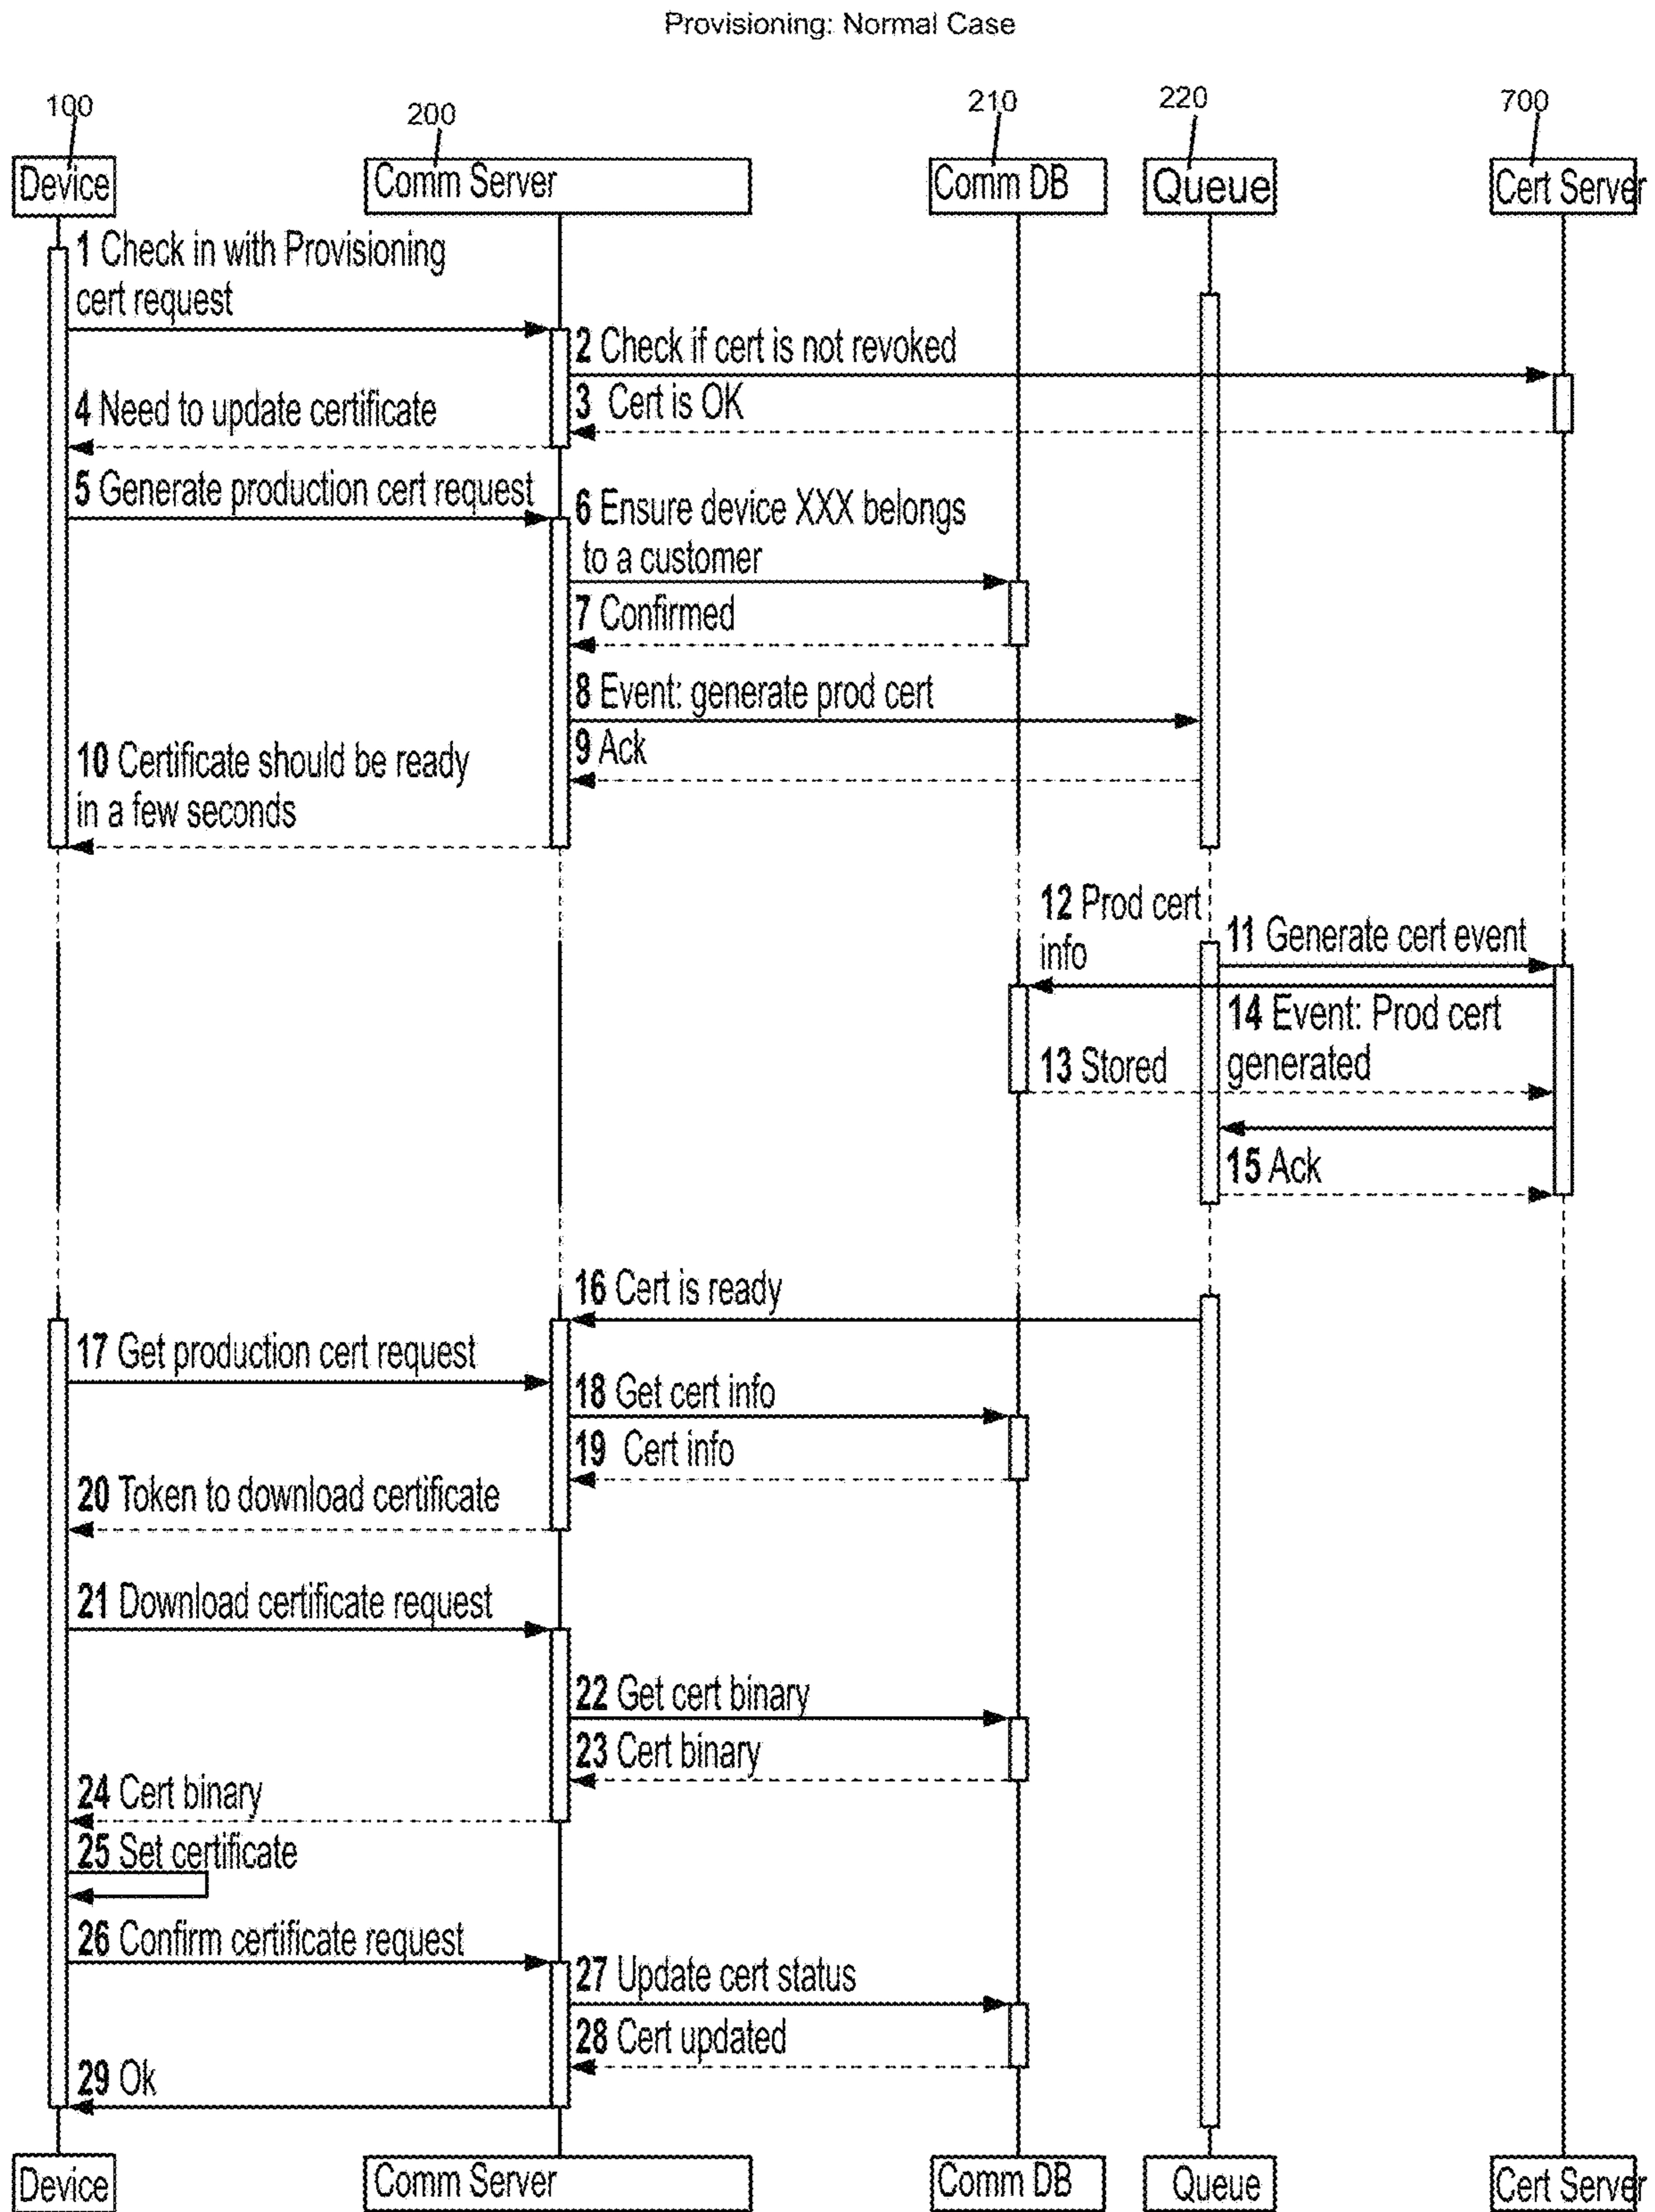 Provisioning: Normal Case
100
200
210
220
700
Device
Comm Server
Comm DB
Queue
Cert Server
1 Check in with Provisioning
cert request
2 Check if cert is not revoked
3 Cert is OK
4 Need to update certificate
5 Generate production cert request
6 Ensure device XXX belongs
to a customer
7 Confirmed
8 Event: generate prod cert
9 Ack
10 Certificate should be ready
in a few seconds
12 Prod cert
info
11 Generate cert event
14 Event: Prod cert
generated
13 Stored
15 Ack
16 Cert is ready
17 Get production cert request
18 Get cert info
19 Cert info
20 Token to download certificate
21 Download certificate request
22 Get cert binary
23 Cert binary
24 Cert binary
25 Set certificate
26 Confirm certificate request
27 Update cert status
28 Cert updated
29 Ok
Device
Comm Server
Comm DB
Queue
Cert Server